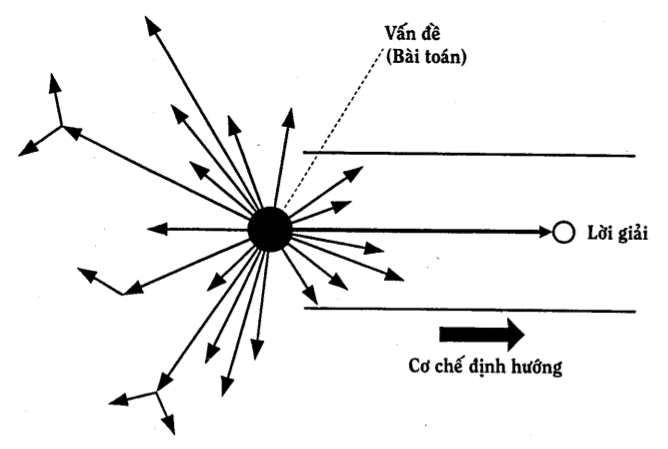 Vấn đề
(Bài toán)
Lời giải
Cơ chế định hướng